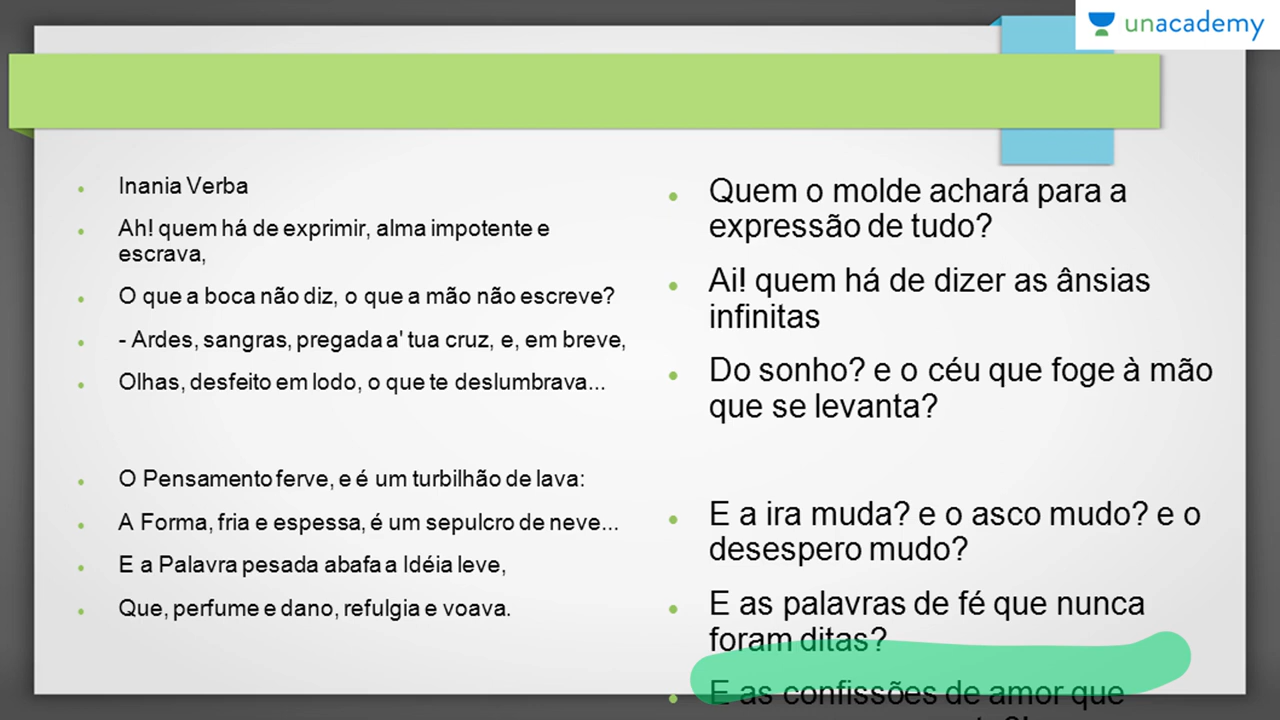 unacademy
Inania Verba
Ah! quem há de exprimir, alma impotente e
escrava,
O que a boca não diz, o que a mão não escreve?
- Ardes, sangras, pregada a' tua cruz, e, em breve,
Olhas, desfeito em lodo, o que te deslumbrava...
O Pensamento ferve, e é um turbilhão de lava:
A Forma, fria e espessa, é um sepulcro de neve...
E a Palavra pesada abafa a Idéia leve,
Que, perfume e dano, refulgia e voava.
Quem o molde achará para a
expressão de tudo?
Ai! quem há de dizer as ânsias
infinitas
Do sonho? e o céu que foge à mão
que se levanta?
E a ira muda? e o asco mudo? e o
desespero mudo?
E as palavras de fé que nunca
foram ditas?
E as confissões de amor que